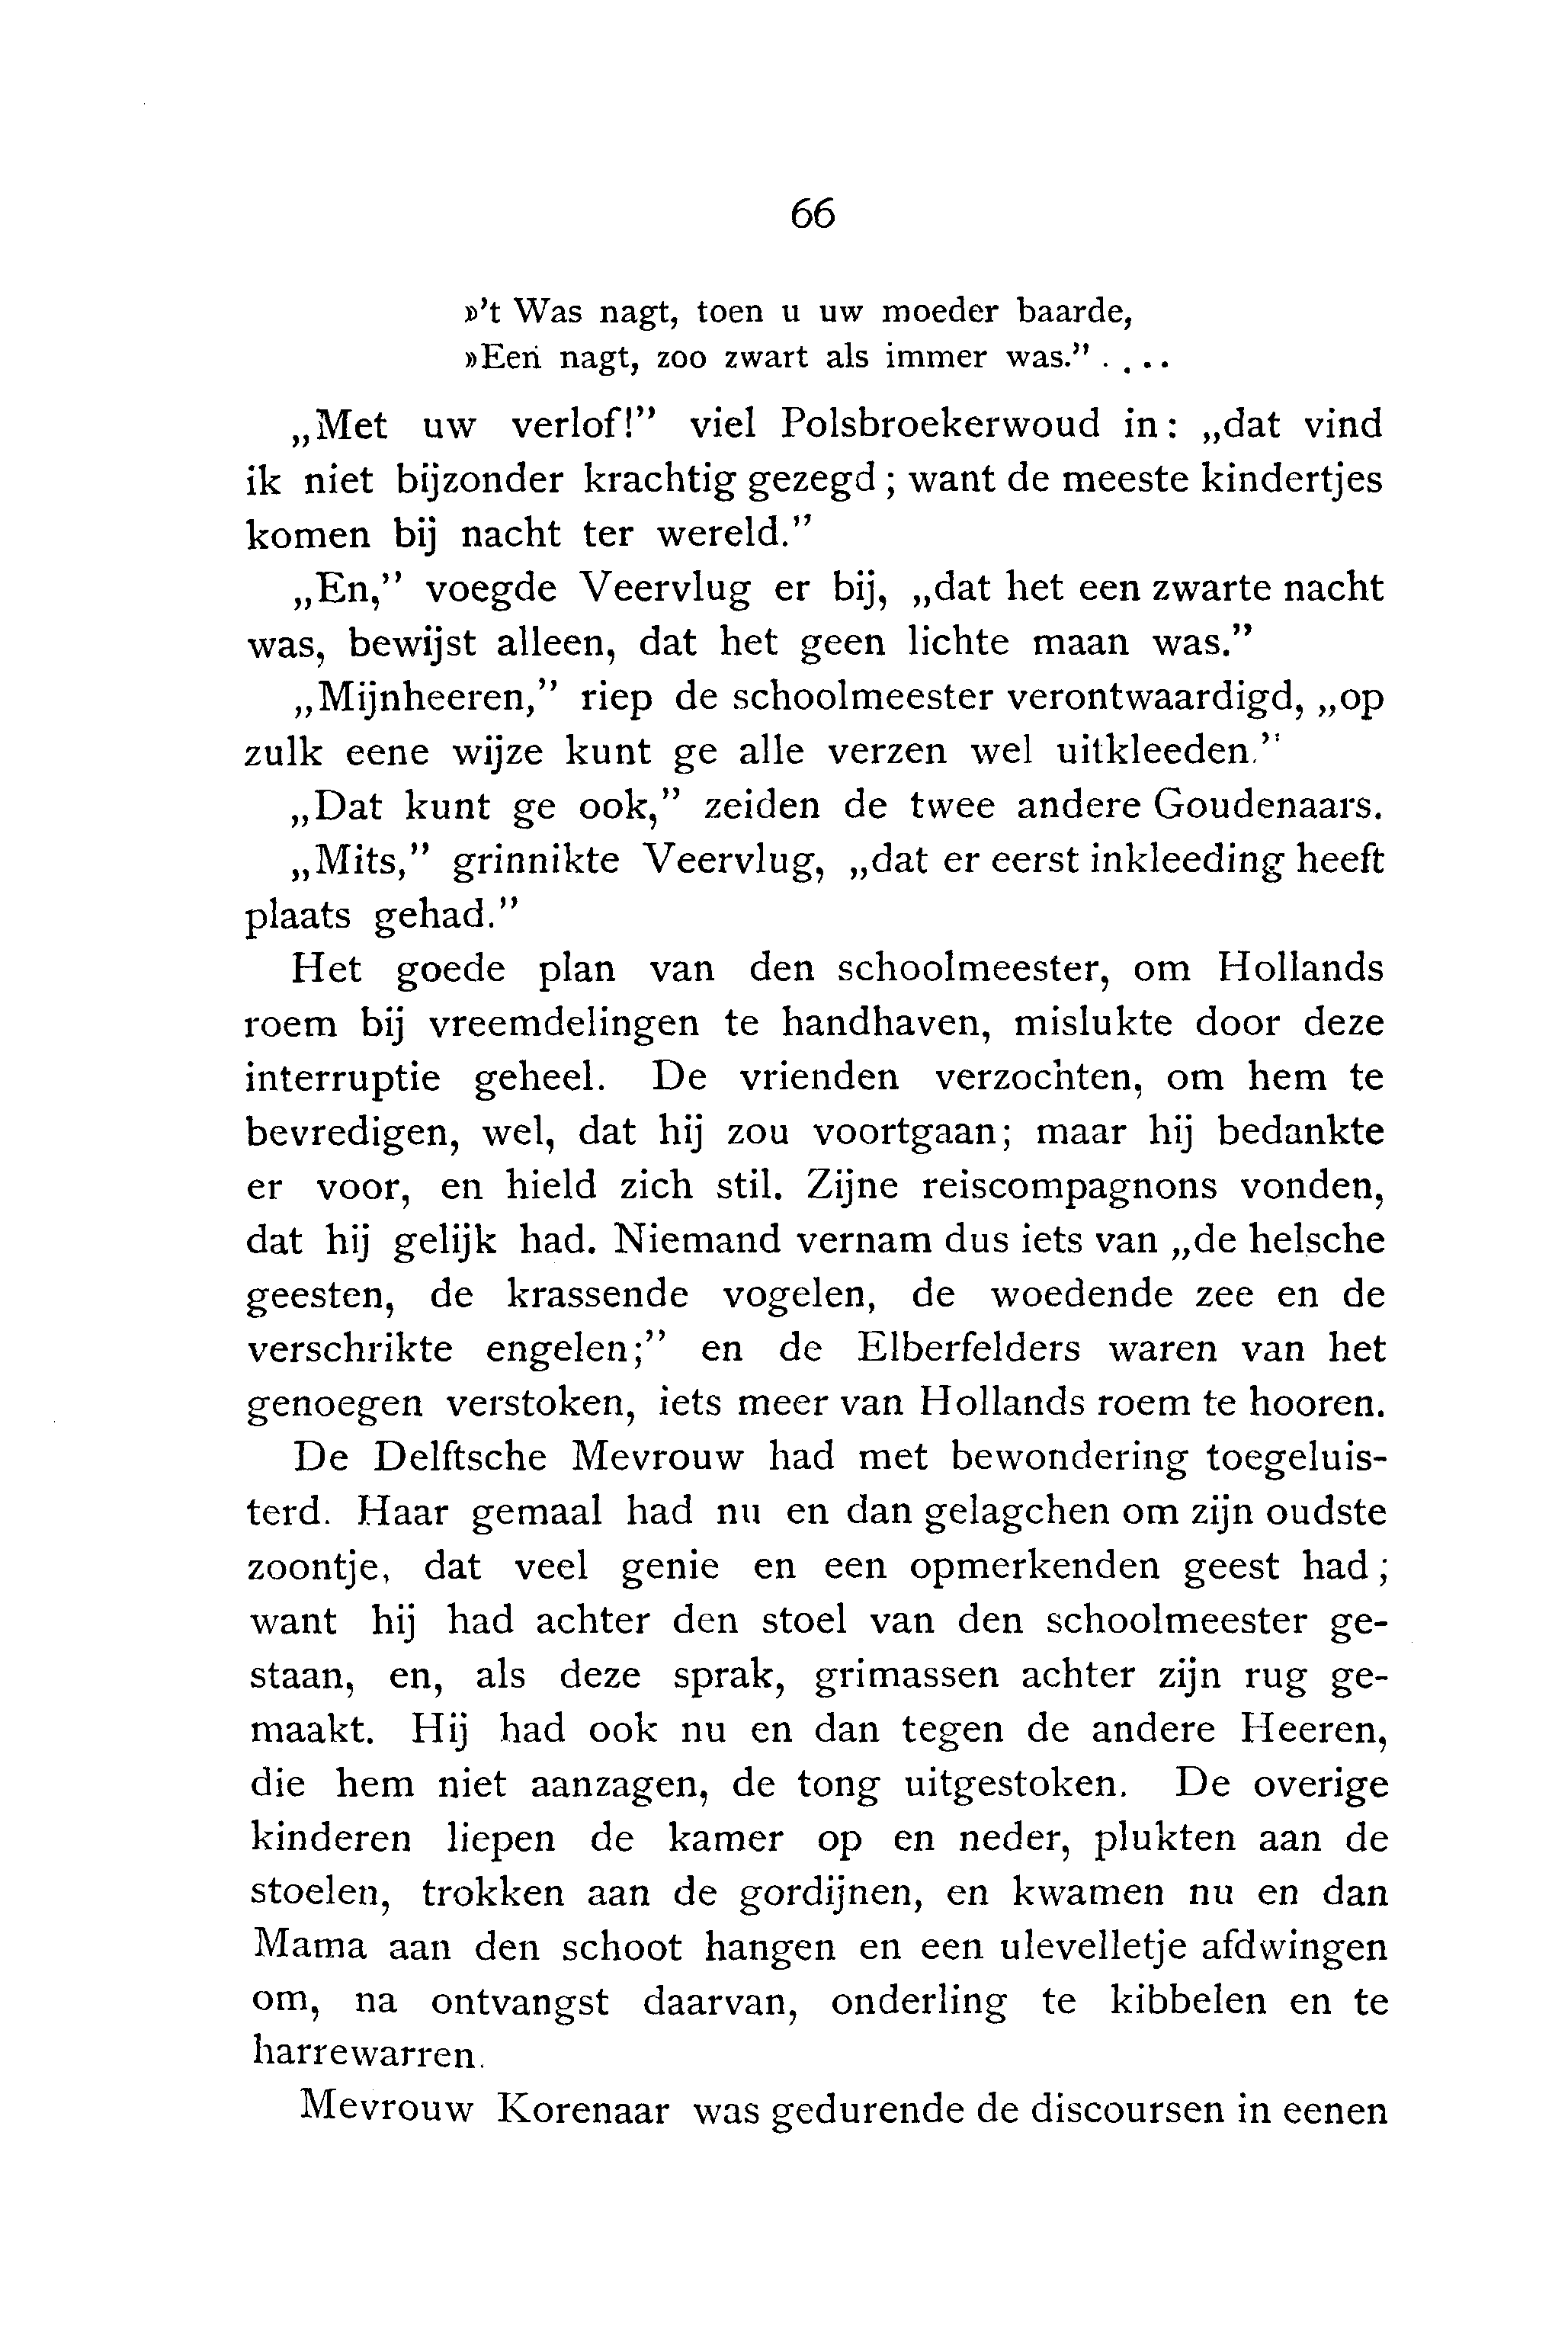 66
»'t Was nagt, toen u uw moeder baarde,
»Een nagt, zoo zwart als immer was.” . . . .
„Met uw verlof!” viel Polsbroekerwoud in: „dat vind
ik niet bijzonder krachtig gezegd; want de meeste kindertjes
komen bij nacht ter wereld.”
„En,” voegde Veervlug er bij, „dat het een zwarte nacht
was, bewijst alleen, dat het geen lichte maan was.”
„Mijnheeren,” riep de schoolmeester verontwaardigd, „op
zulk eene wijze kunt ge alle verzen wel uitkleeden.”
„Dat kunt ge ook,” zeiden de twee andere Goudenaars.
„Mits,” grinnikte Veervlug, „dat er eerst inkleeding heeft
plaats gehad.”
Het goede plan van den schoolmeester, om Hollands
roem bij vreemdelingen te handhaven, mislukte door deze
interruptie geheel. De vrienden verzochten, om hem te
bevredigen, wel, dat hij zou voortgaan; maar hij bedankte
er voor, en hield zich stil. Zijne reiscompagnons vonden,
dat hij gelijk had. Niemand vernam dus iets van „de helsche
geesten, de krassende vogelen, de woedende zee en de
verschrikte engelen;” en de Elberfelders waren van het
genoegen verstoken, iets meer van Hollands roem te hooren.
De Delftsche Mevrouw had met bewondering toegeluis-
terd. Haar gemaal had nu en dan gelagchen om zijn oudste
zoontje, dat veel genie en een opmerkenden geest had;
want hij had achter den stoel van den schoolmeester ge-
staan, en, als deze sprak, grimassen achter zijn rug ge-
maakt. Hij had ook nu en dan tegen de andere Heeren,
die hem niet aanzagen, de tong uitgestoken. De overige
kinderen liepen de kamer op en neder, plukten aan de
stoelen, trokken aan de gordijnen, en kwamen nu en dan
Mama aan den schoot hangen en een ulevelletje afdwingen
om, na ontvangst daarvan, onderling te kibbelen en te
harrewarren.
Mevrouw Korenaar was gedurende de discoursen in eenen